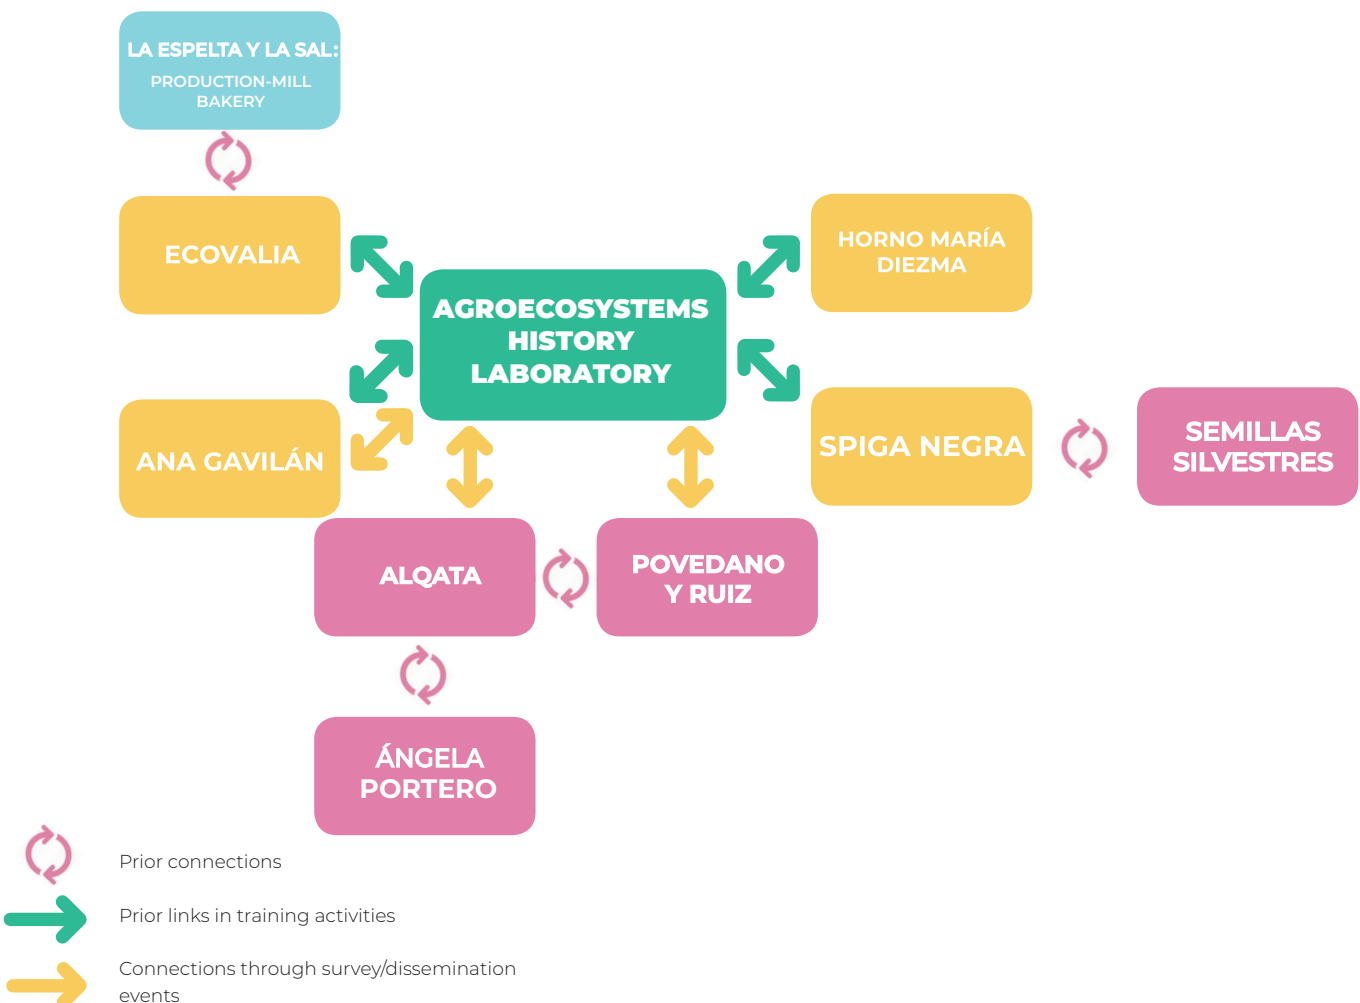 LA ESPELTA Y LA SAL:
PRODUCTION-MILL
BAKERY
ECOVALIA
HORNO MARÍA
DIEZMA
AGROECOSYSTEMS
HISTORY
LABORATORY
ANA GAVILÁN
SPIGA NEGRA
SEMILLAS
SILVESTRES
ALQATA
POVEDANO
Y RUIZ
ÁNGELA
PORTERO
Prior connections
Prior links in training activities
Connections through survey/dissemination
events